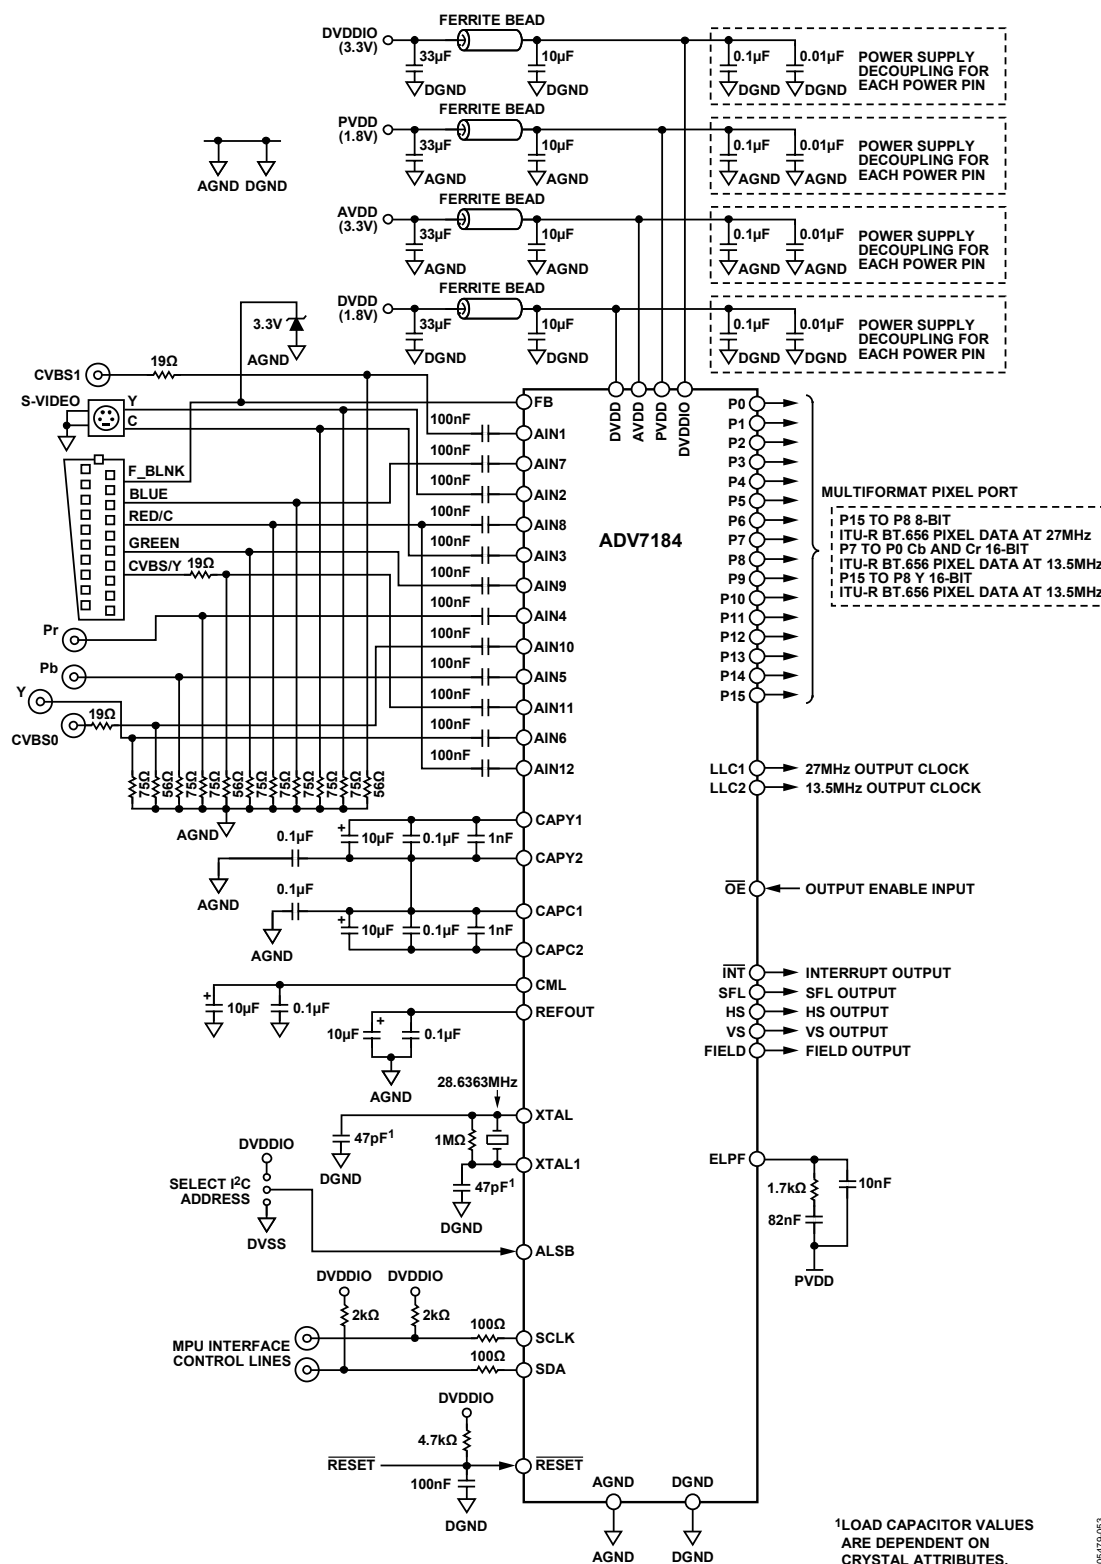 FERRITE BEAD
DVDDIO
(3.3V)
33µF
10µF
DGND
DGND
0.1µF
0.01µF
DGND
DGND
POWER SUPPLY
DECOUPLING FOR
EACH POWER PIN
FERRITE BEAD
PVDD
(1.8V)
33µF
10µF
AGND
AGND
0.1µF
0.01µF
AGND
AGND
POWER SUPPLY
DECOUPLING FOR
EACH POWER PIN
AGND
DGND
FERRITE BEAD
AVDD
(3.3V)
33µF
10µF
AGND
AGND
0.1µF
0.01µF
AGND
AGND
POWER SUPPLY
DECOUPLING FOR
EACH POWER PIN
FERRITE BEAD
DVDD
(1.8V)
33µF
10µF
DGND
DGND
0.1µF
0.01µF
DGND
DGND
POWER SUPPLY
DECOUPLING FOR
EACH POWER PIN
3.3V
AGND
CVBS1
19Ω
S-VIDEO
Y
C
F_BLNK
BLUE
RED/C
GREEN
CVBS/Y
19Ω
Pr
Pb
Y
CVBS0
19Ω
75Ω
56Ω
75Ω
75Ω
56Ω
75Ω
75Ω
75Ω
75Ω
75Ω
56Ω
AGND
FB
100nF
AIN1
100nF
AIN7
100nF
AIN2
100nF
AIN8
100nF
AIN3
100nF
AIN9
100nF
AIN4
100nF
AIN10
100nF
AIN5
100nF
AIN11
100nF
AIN6
100nF
AIN12
DVDD
AVDD
PVDD
DVDDIO
ADV7184
P0
P1
P2
P3
P4
P5
P6
P7
P8
P9
P10
P11
P12
P13
P14
P15
MULTIFORMAT PIXEL PORT
P15 TO P8 8-BIT
ITU-R BT.656 PIXEL DATA AT 27MHz
P7 TO P0 Cb AND Cr 16-BIT
ITU-R BT.656 PIXEL DATA AT 13.5MHz
P15 TO P8 Y 16-BIT
ITU-R BT.656 PIXEL DATA AT 13.5MHz
LLC1
27MHz OUTPUT CLOCK
LLC2
13.5MHz OUTPUT CLOCK
0.1µF
AGND
+
10µF
0.1µF
1nF
CAPY1
CAPY2
0.1µF
AGND
+
10µF
0.1µF
1nF
CAPC1
CAPC2
OE
OUTPUT ENABLE INPUT
+
10µF
0.1µF
CML
REFOUT
10µF
+
0.1µF
AGND
INT
INTERRUPT OUTPUT
SFL
SFL OUTPUT
HS
HS OUTPUT
VS
VS OUTPUT
FIELD
FIELD OUTPUT
28.6363MHz
XTAL
47pF1
1MΩ
DGND
XTAL1
47pF1
DGND
DVDDIO
SELECT I2C
ADDRESS
DVSS
ALSB
ELPF
1.7kΩ
10nF
82nF
PVDD
DVDDIO
DVDDIO
2kΩ
2kΩ
MPU INTERFACE
CONTROL LINES
100Ω
SCLK
100Ω
SDA
DVDDIO
4.7kΩ
RESET
RESET
100nF
DGND
AGND
DGND
AGND
DGND
1LOAD CAPACITOR VALUES
ARE DEPENDENT ON
CRYSTAL ATTRIBUTES.
05479-053